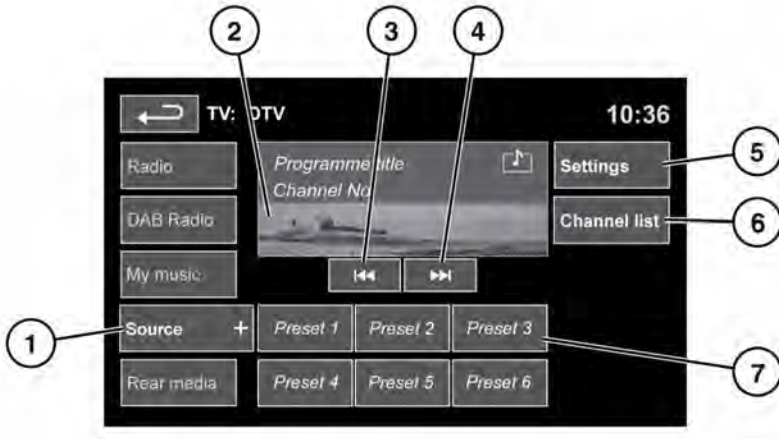 2 3 4
TV: DTV 10:36
Radio Programme title Settings 5
Channel No
DAB Radio Channel list 6
My music
1 Source + Preset 1 Preset 2 Preset 3
Rear media Preset 4 Preset 5 Preset 6 7